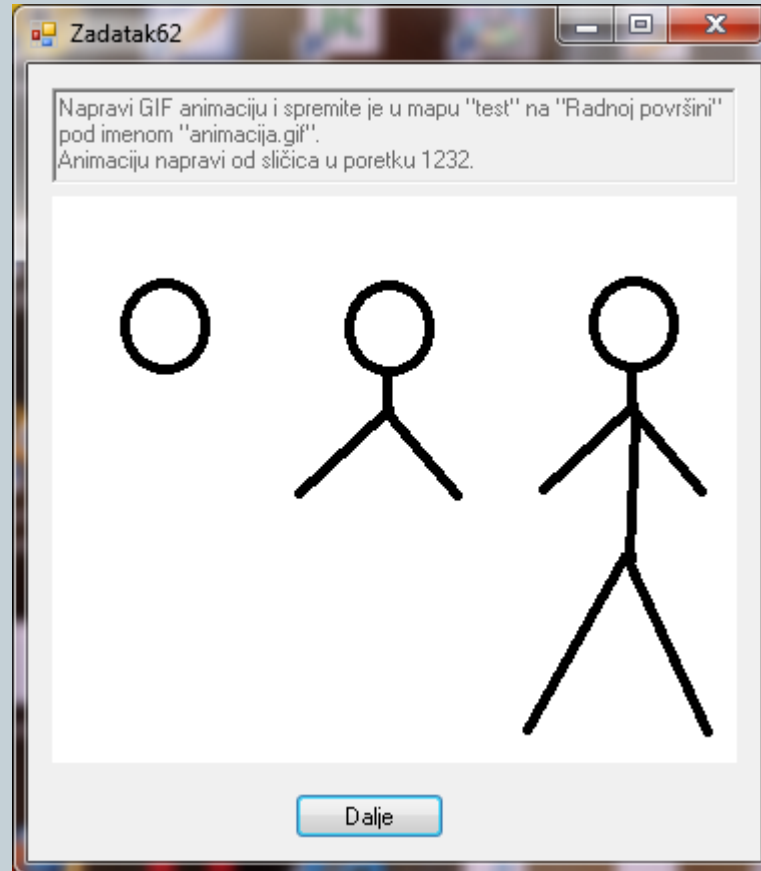 Zadatak62
Napravi GIF animaciju i spremite je u mapu "test" na "Radnoj površini"
pod imenom "animacija.gif".
Animaciju napravi od sličica u poretku 1232.
Dalje